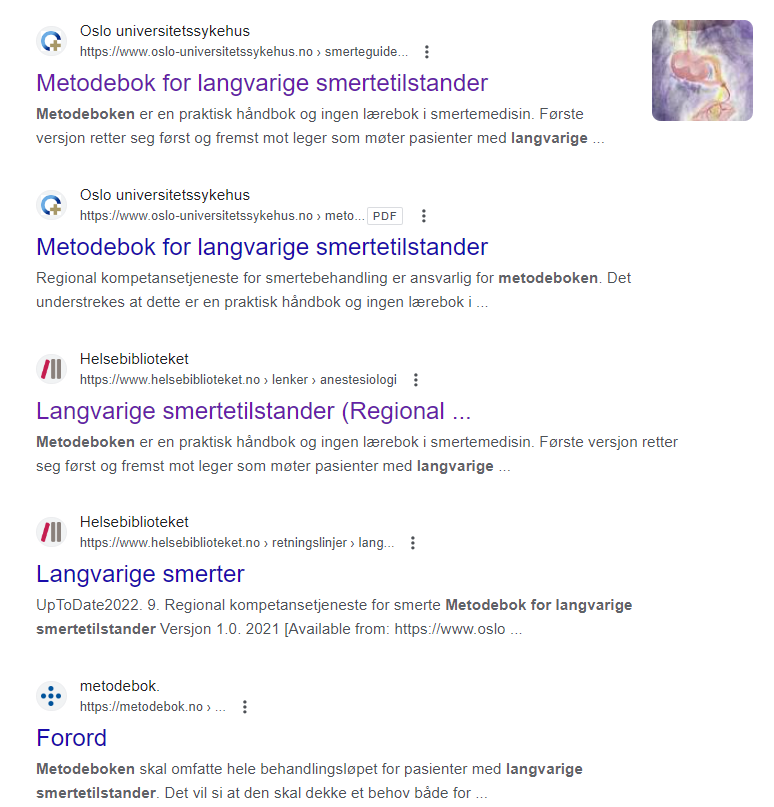 Oslo universitetssykehus
https://www.oslo-universitetssykehus.no › smerteguide...
Metodebok for langvarige smertetilstander
Metodeboken er en praktisk håndbok og ingen lærebok i smertemedisin. Første
versjon retter seg først og fremst mot leger som møter pasienter med langvarige ...
Oslo universitetssykehus
https://www.oslo-universitetssykehus.no › meto... PDF
Metodebok for langvarige smertetilstander
Regional kompetansetjeneste for smertebehandling er ansvarlig for metodeboken. Det
understrekes at dette er en praktisk håndbok og ingen lærebok i ...
Helsebiblioteket
https://www.helsebiblioteket.no › lenker › anestesiologi
Langvarige smertetilstander (Regional ...
Metodeboken er en praktisk håndbok og ingen lærebok i smertemedisin. Første versjon retter
seg først og fremst mot leger som møter pasienter med langvarige ...
Helsebiblioteket
https://www.helsebiblioteket.no › retningslinjer › lang...
Langvarige smerter
UpToDate2022. 9. Regional kompetansetjeneste for smerte Metodebok for langvarige
smertetilstander Versjon 1.0. 2021 [Available from: https://www.oslo ...
metodebok.
https://metodebok.no › ...
Forord
Metodeboken skal omfatte hele behandlingsløpet for pasienter med langvarige
smertetilstander. Det vil si at den skal dekke et behov både for ...